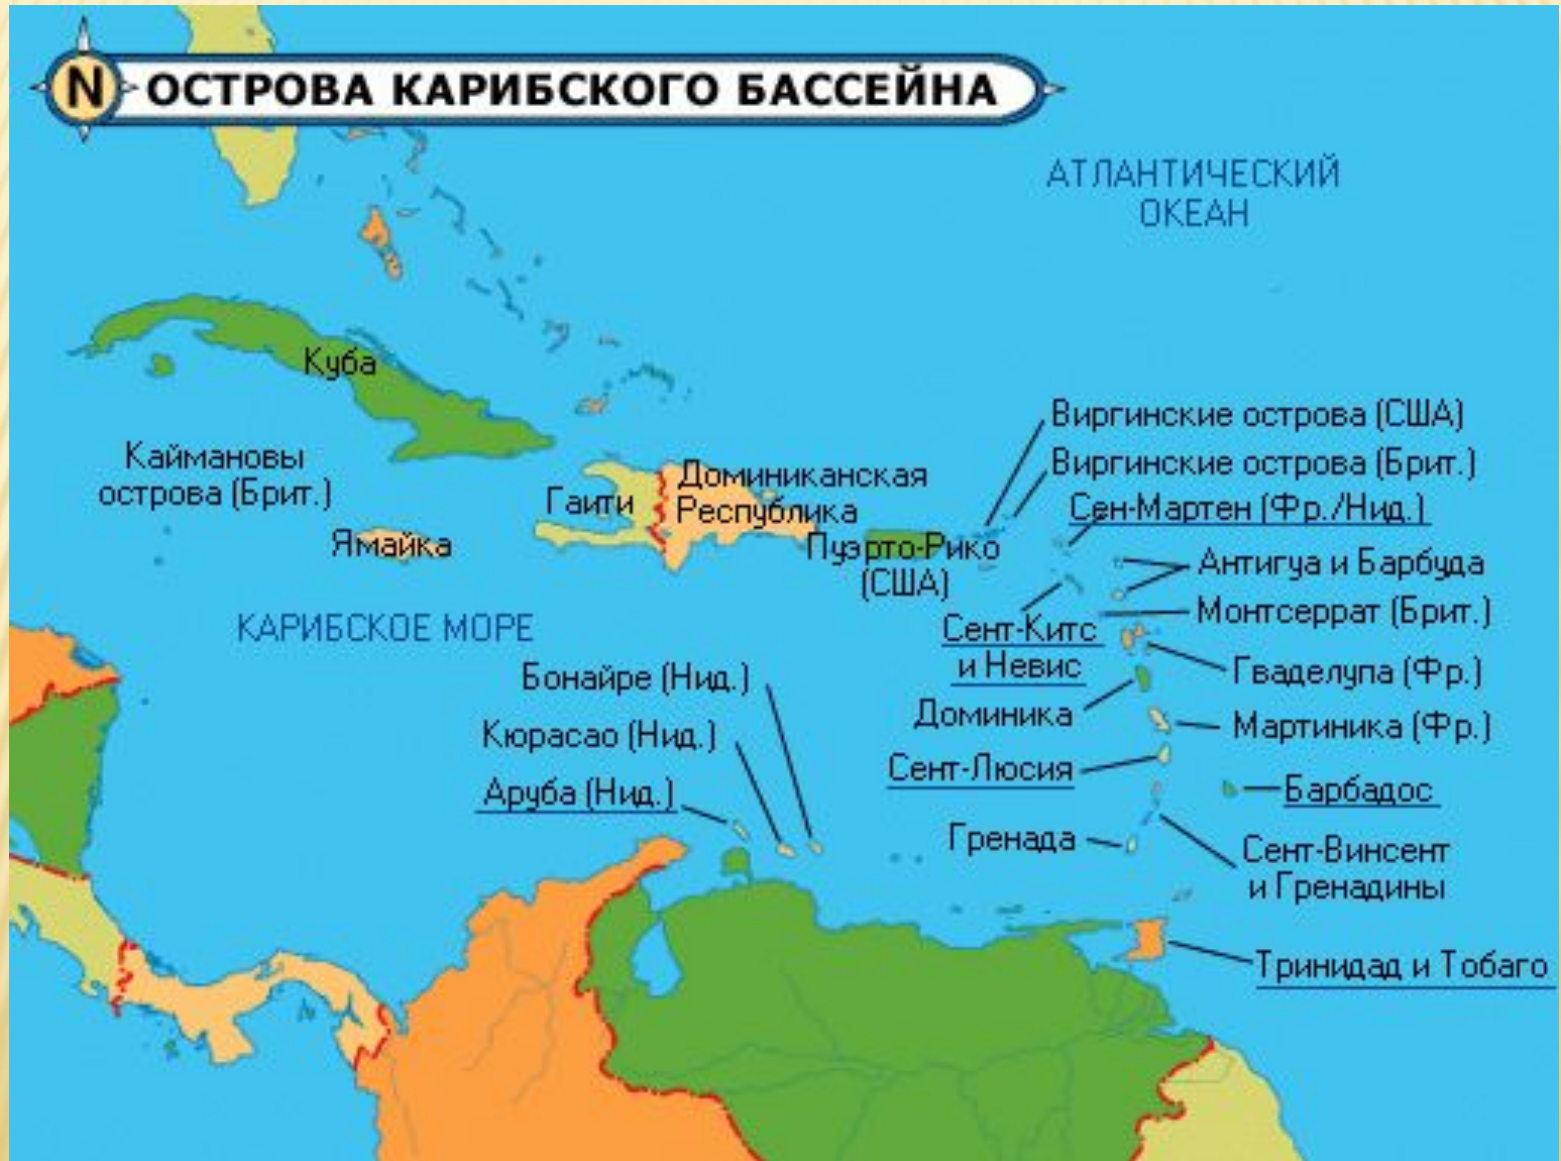 N
ОСТРОВА КАРИБСКОГО БАССЕЙНА
АТЛАНТИЧЕСКИЙ
ОКЕАН
Куба
Каймановы
острова (Брит.)
Ямайка
Гаити
Доминиканская
Республика
Пуэрто-Рико
(США)
Виргинские острова (США)
Виргинские острова (Брит.)
Сен-Мартен (Фр./Нид.)
Антигуа и Барбуда
Монтсеррат (Брит.)
Сент-Китс
и Невис
Гваделупа (Фр.)
КАРИБСКОЕ МОРЕ
Бонайре (Нид.)
Доминика
Мартиника (Фр.)
Кюрасао (Нид.)
Сент-Люсия
Аруба (Нид.)
Барбадос
Гренада
Сент-Винсент
и Гренадины
Тринидад и Тобаго